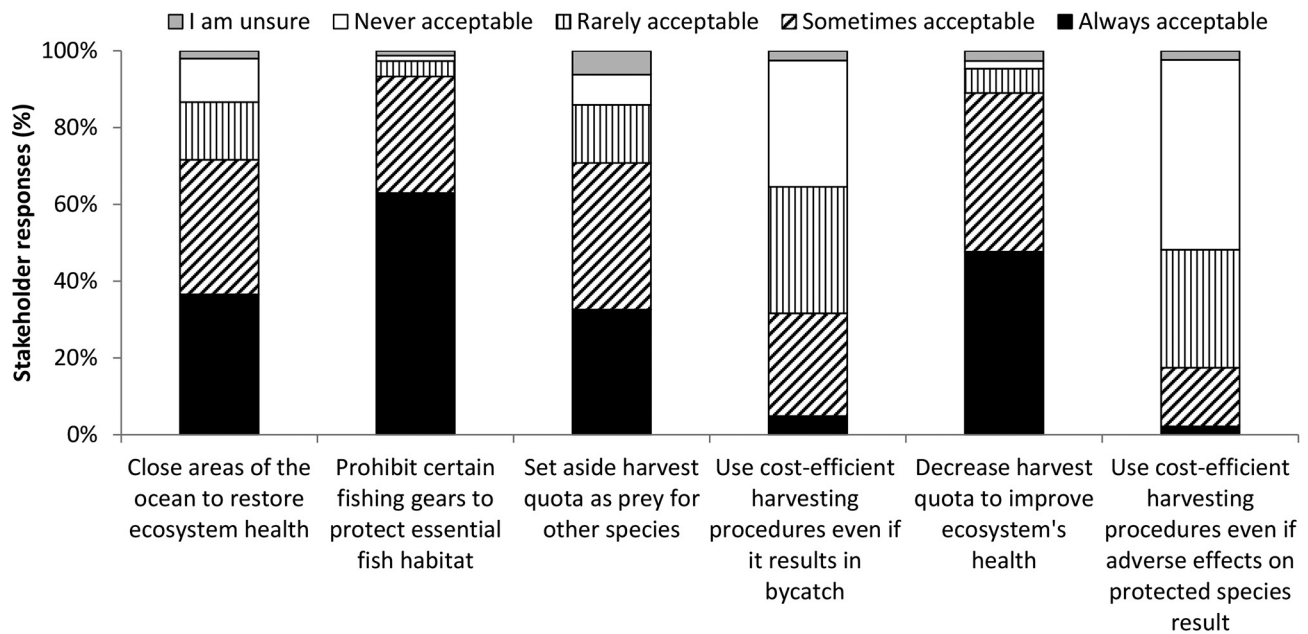 I am unsure Never acceptable Rarely acceptable Sometimes acceptable Always acceptable
Stakeholder responses (%)
100%
80%
60%
40%
20%
0%
Close areas of the
ocean to restore
ecosystem health
Prohibit certain
fishing gears to
protect essential
fish habitat
Set aside harvest
quota as prey for
other species
Use cost-efficient
harvesting
procedures even if
it results in
bycatch
Decrease harvest
quota to improve
ecosystem's
health
Use cost-efficient
harvesting
procedures even if
adverse effects on
protected species
result